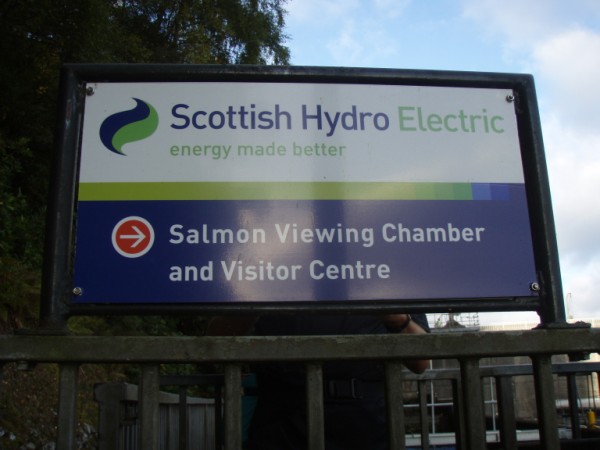 Scottish Hydro Electric
energy made better
Salmon Viewing Chamber
and Visitor Centre